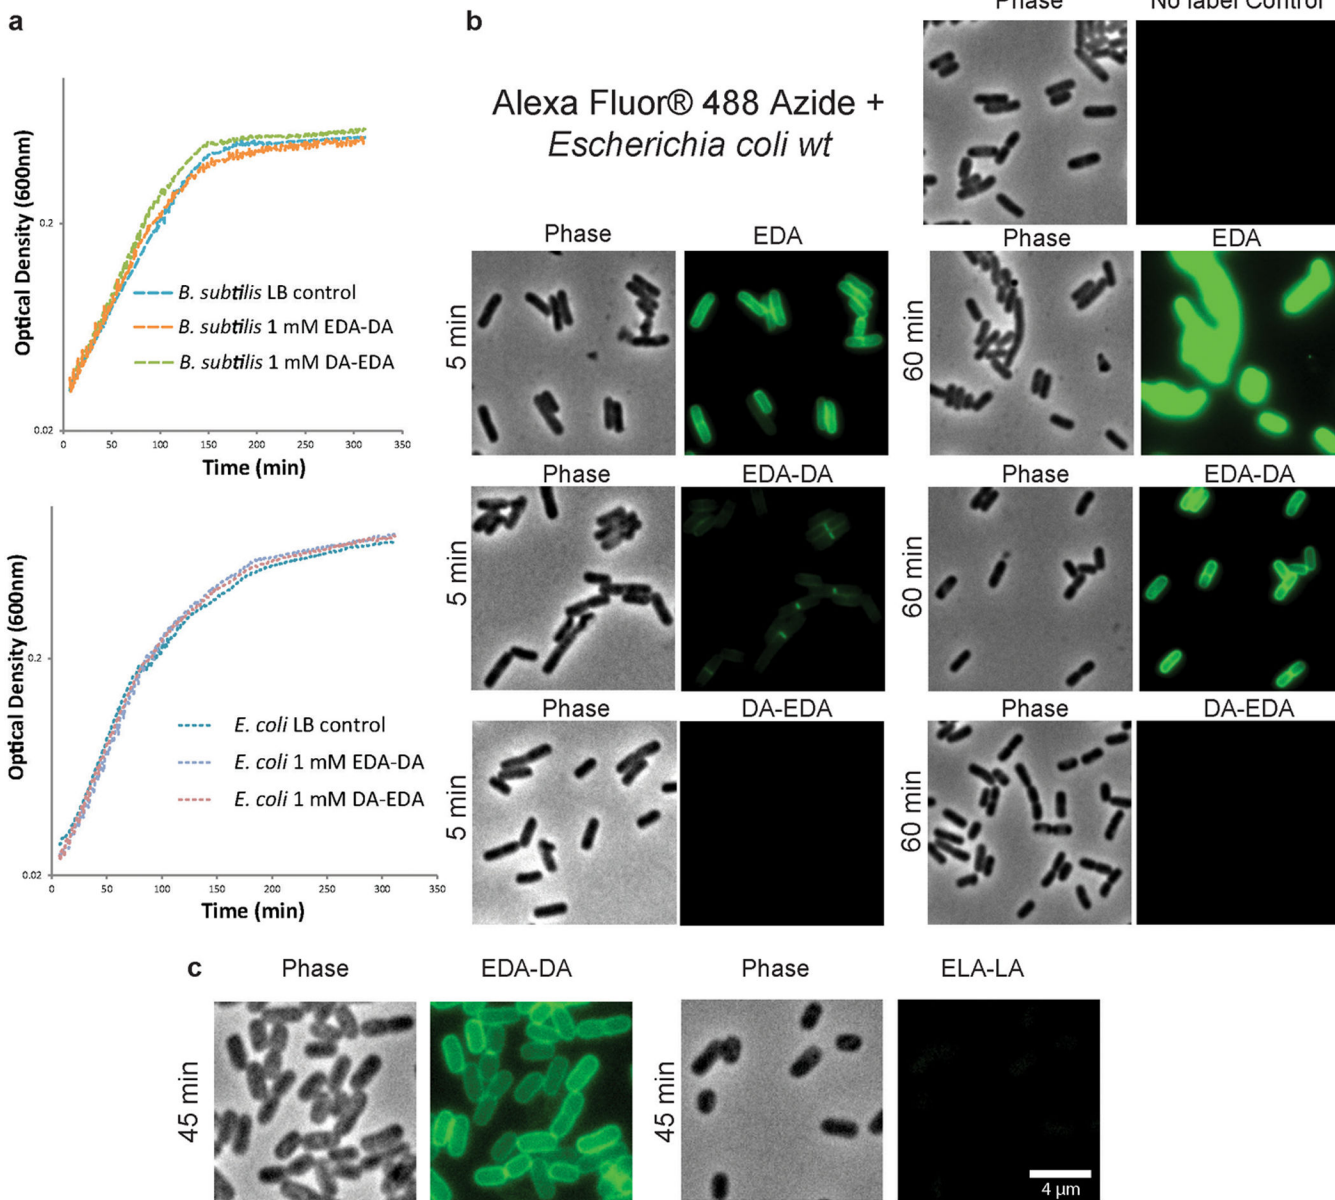 a
Optical Density (600nm)
0.2
0.02
B. subtilis LB control
B. subtilis 1 mM EDA-DA
B. subtilis 1 mM DA-EDA
0 50 100 150 200 250 300 350
Time (min)
Optical Density (600nm)
0.2
0.02
E. coli LB control
E. coli 1 mM EDA-DA
E. coli 1 mM DA-EDA
0 50 100 150 200 250 300 350
Time (min)
b
Alexa Fluor® 488 Azide +
Escherichia coli wt
Phase No label Control
Phase EDA
5 min
Phase EDA
60 min
Phase EDA-DA
5 min
Phase EDA-DA
60 min
Phase DA-EDA
5 min
Phase DA-EDA
60 min
c
Phase EDA-DA
45 min
Phase ELA-LA
45 min
4 µm